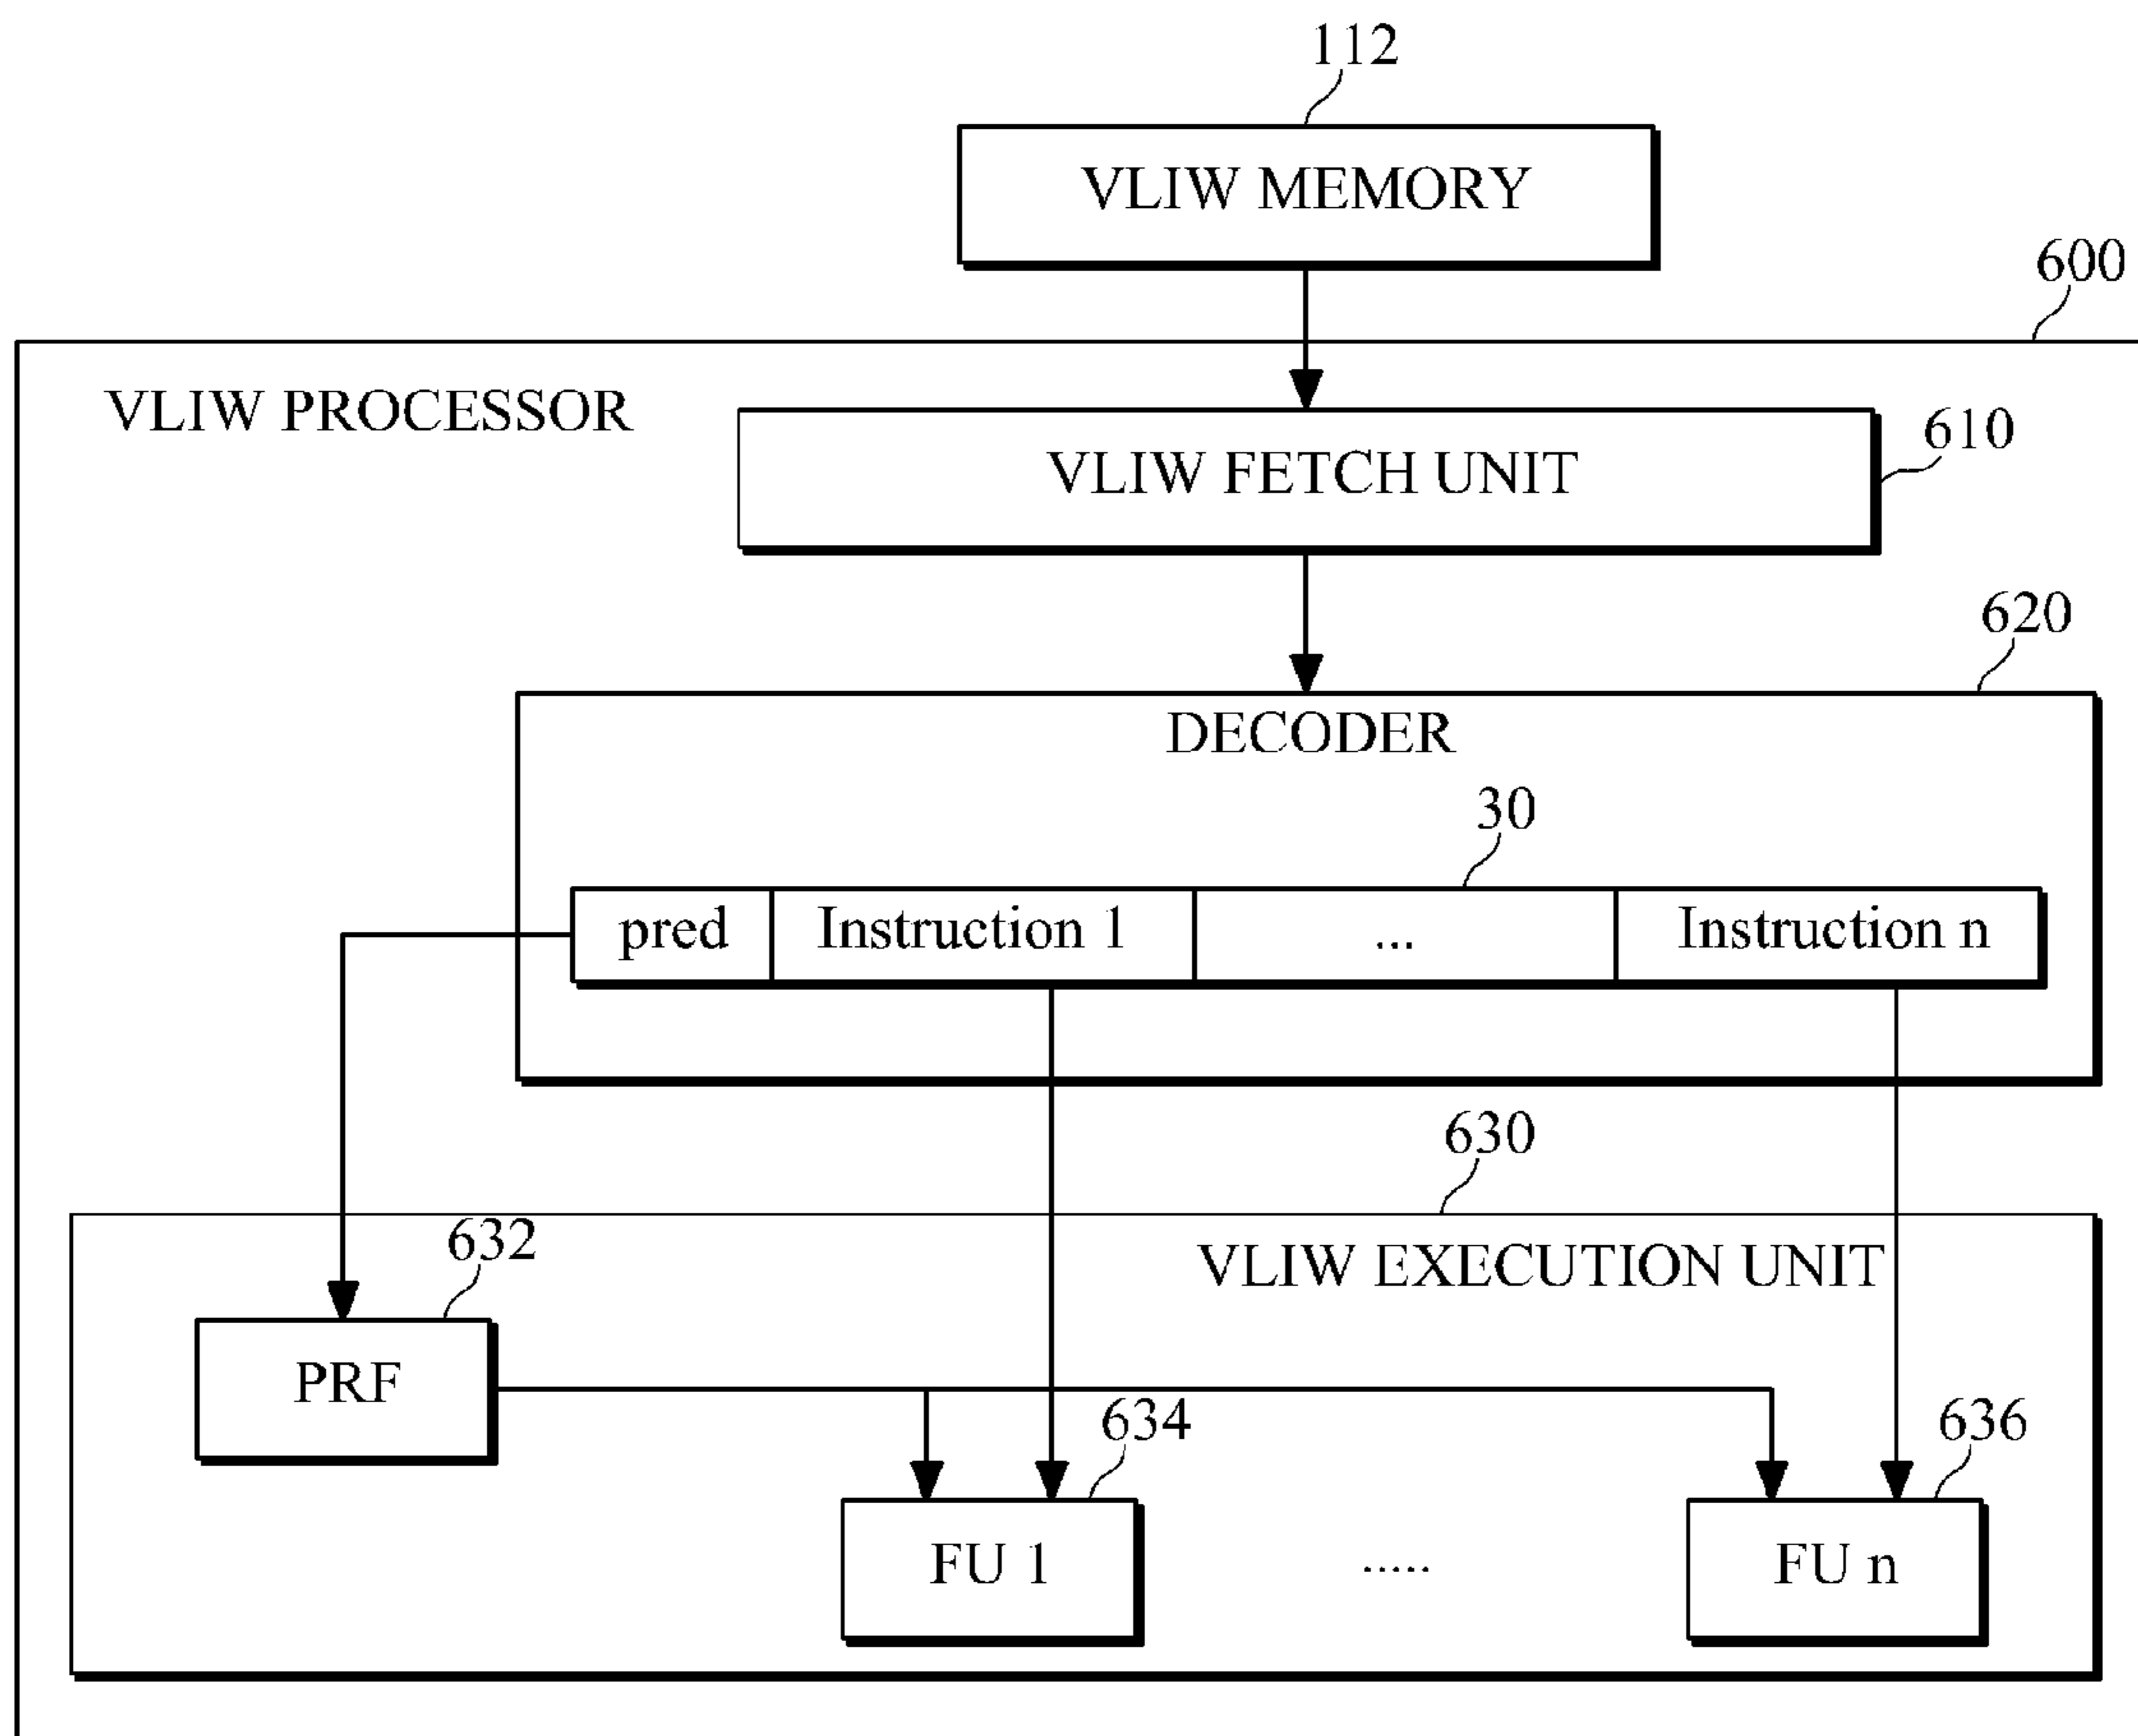 112
VLIW MEMORY
600
VLIW PROCESSOR
610
VLIW FETCH UNIT
620
DECODER
30
pred Instruction 1 ... Instruction n
630
632
VLIW EXECUTION UNIT
PRF
634
636
FU 1 ..... FU n